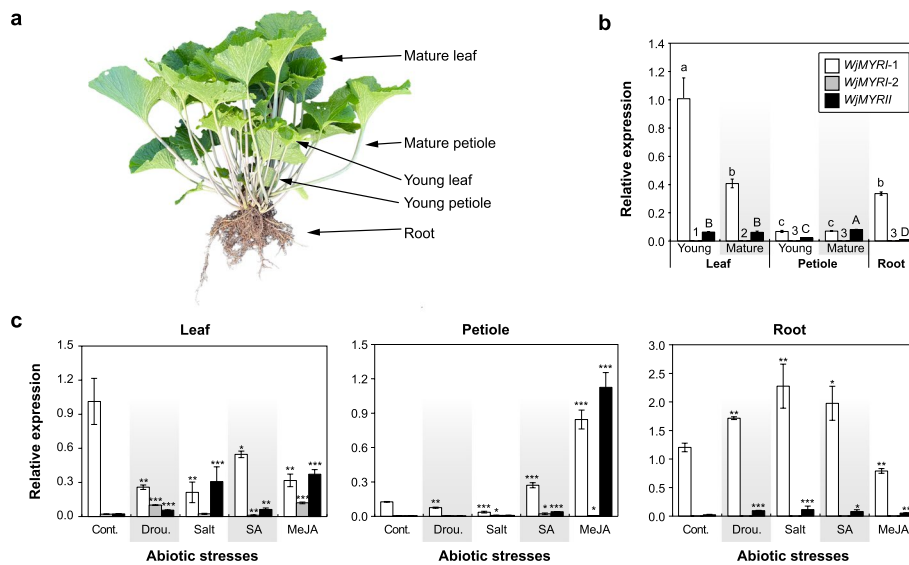 a
Mature leaf
Mature petiole
Young leaf
Young petiole
Root
b
Relative expression
1.4
1.2
1.0
0.8
0.6
0.4
0.2
0.0
WjMYRI-1
WjMYRI-2
WjMYRII
a 1 B
b 2 B
c 3 C
c 3 A
b 3 D
Young Mature Young Mature
Leaf Petiole Root
c
Leaf
Relative expression
1.5
1.2
0.9
0.6
0.3
0.0
** *** ***
** ***
* ** **
** *** ***
Cont. Drou. Salt SA MeJA
Abiotic stresses
Petiole
1.5
1.2
0.9
0.6
0.3
0.0
**
*** *
*** * ***
*** * ***
Cont. Drou. Salt SA MeJA
Abiotic stresses
Root
3.0
2.5
2.0
1.5
1.0
0.5
0.0
** ***
** ***
* *
** **
Cont. Drou. Salt SA MeJA
Abiotic stresses